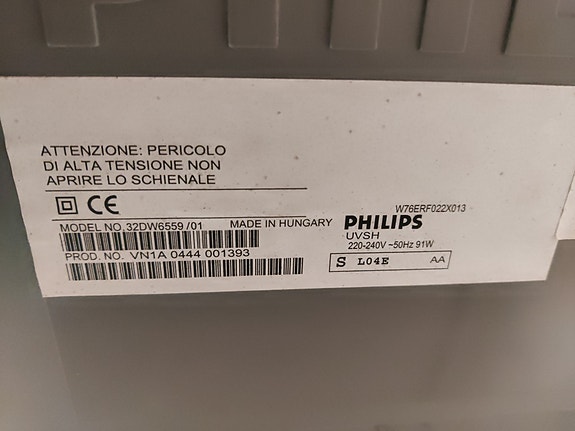 ATTENZIONE: PERICOLO
DI ALTA TENSIONE NON
APRIRE LO SCHIENALE
CE
W76ERF022X013
MODEL NO. 32DW6559 /01 MADE IN HUNGARY
PHILIPS
UVSH
220-240V ~50Hz 91W
PROD. NO. VN1A 0444 001393
S L04E AA